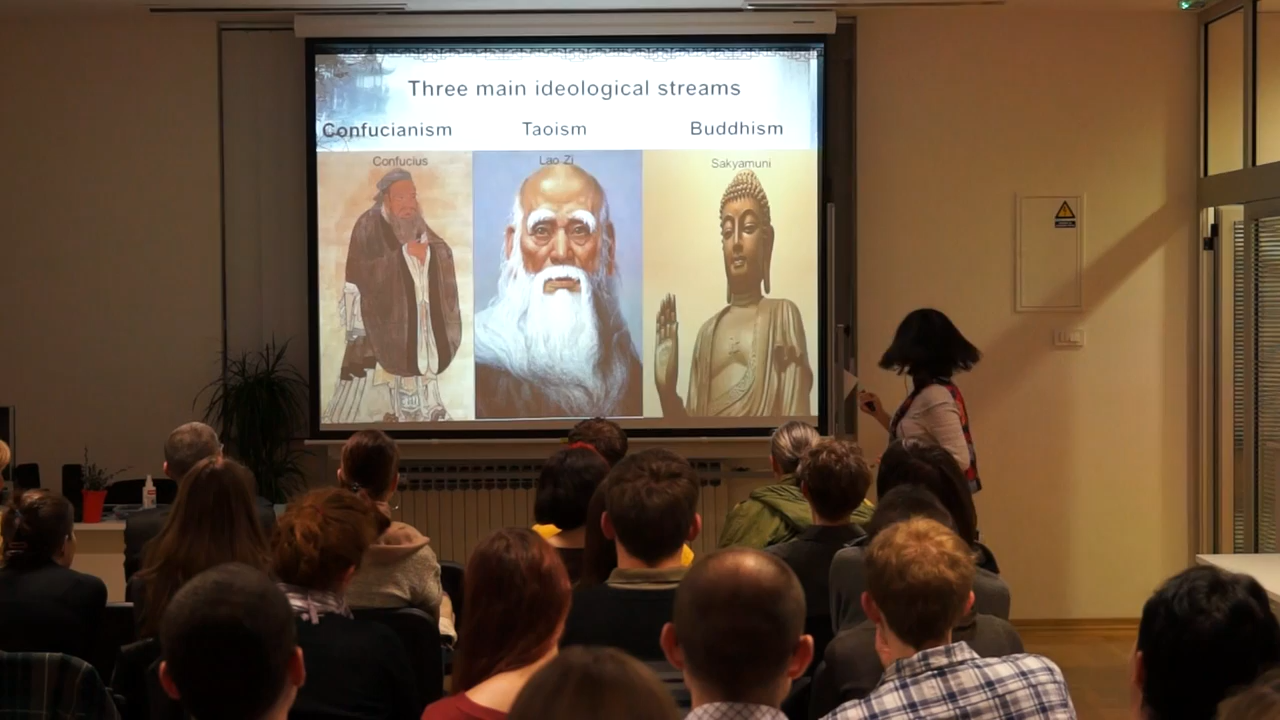 Three main ideological streams
Confucianism Taoism Buddhism
Confucius Lao Zi Sakyamuni